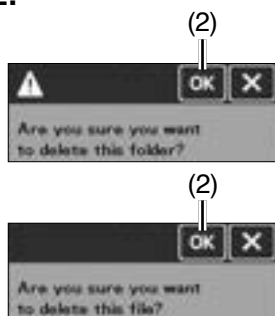 (2)
OK X
Are you sure you want
to delete this folder?
(2)
OK X
Are you sure you want
to delete this file?